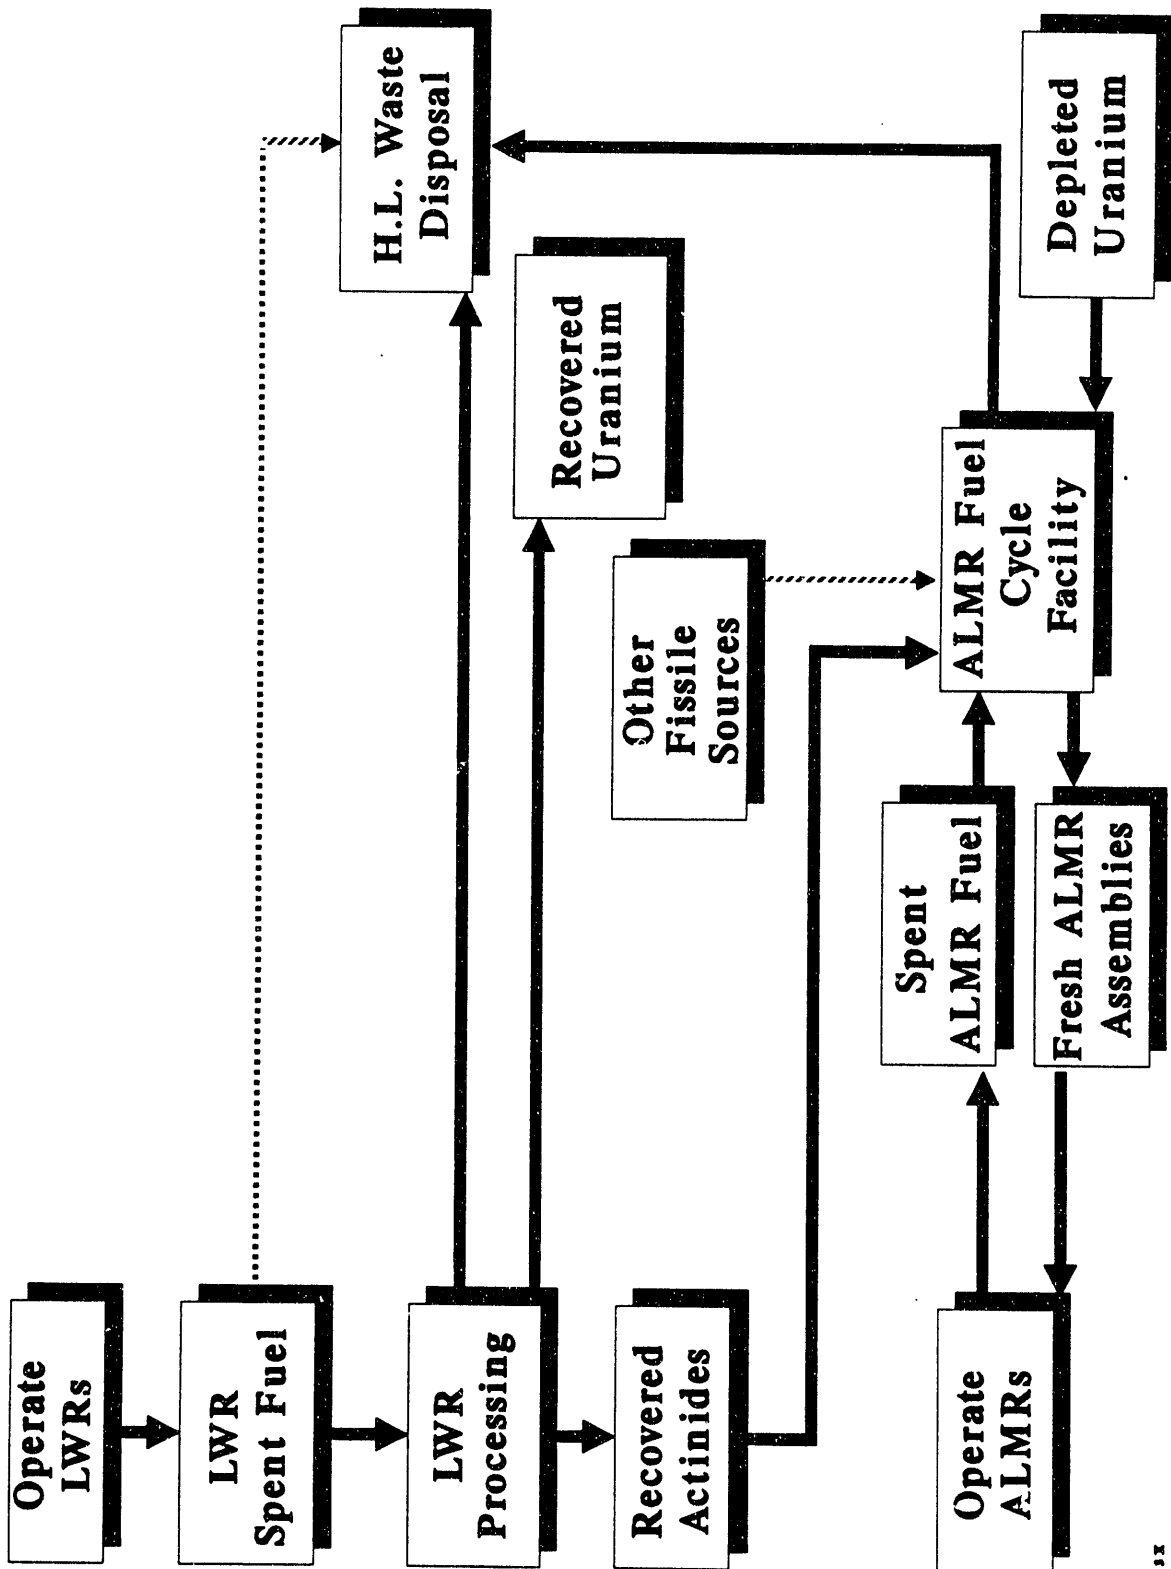 Operate
LWRs
LWR
Spent Fuel
LWR
Processing
Recovered
Actinides
Operate
ALMRs
H.L. Waste
Disposal
Recovered
Uranium
Other
Fissile
Sources
Spent
ALMR Fuel
Fresh ALMR
Assemblies
ALMR Fuel
Cycle
Facility
Depleted
Uranium